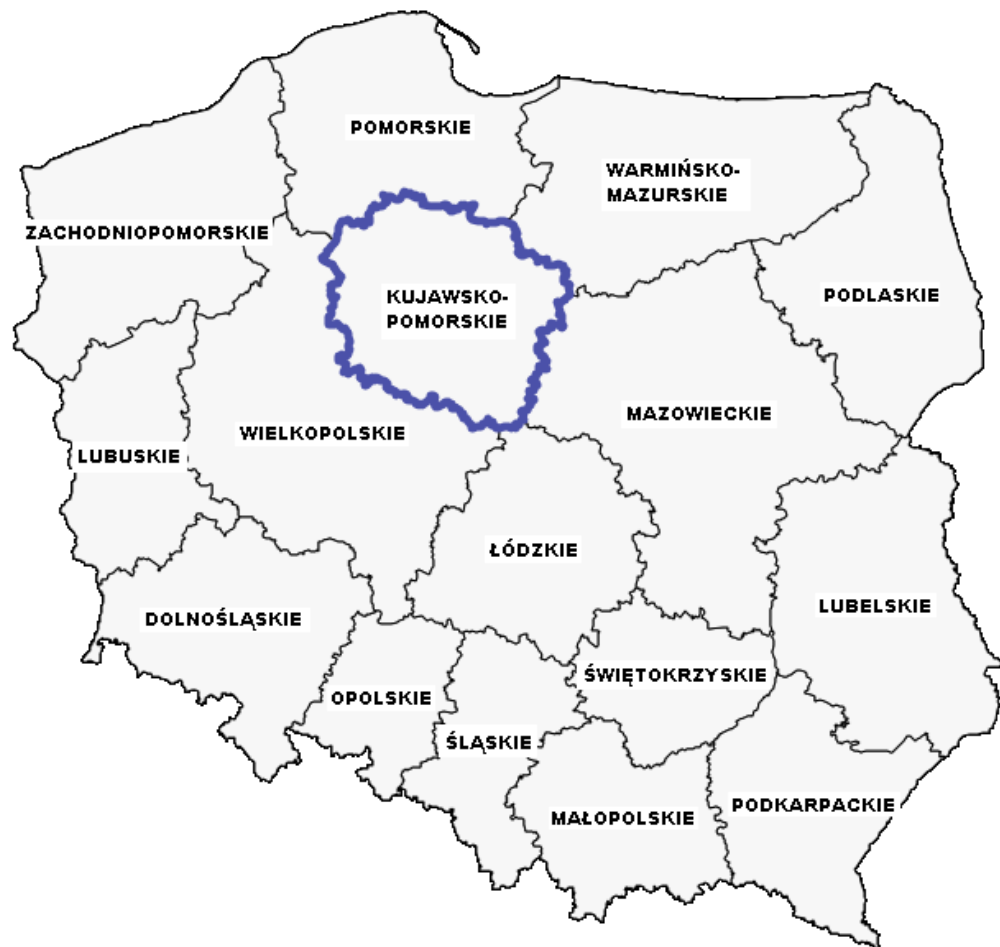 POMORSKIE
WARMIŃSKO-
MAZURSKIE
ZACHODNIOPOMORSKIE
KUJAWSKO-
POMORSKIE
PODLASKIE
MAZOWIECKIE
WIELKOPOLSKIE
LUBUSKIE
ŁÓDZKIE
LUBELSKIE
DOLNOŚLĄSKIE
ŚWIĘTOKRZYSKIE
OPOLSKIE
ŚLĄSKIE
PODKARPACKIE
MAŁOPOLSKIE